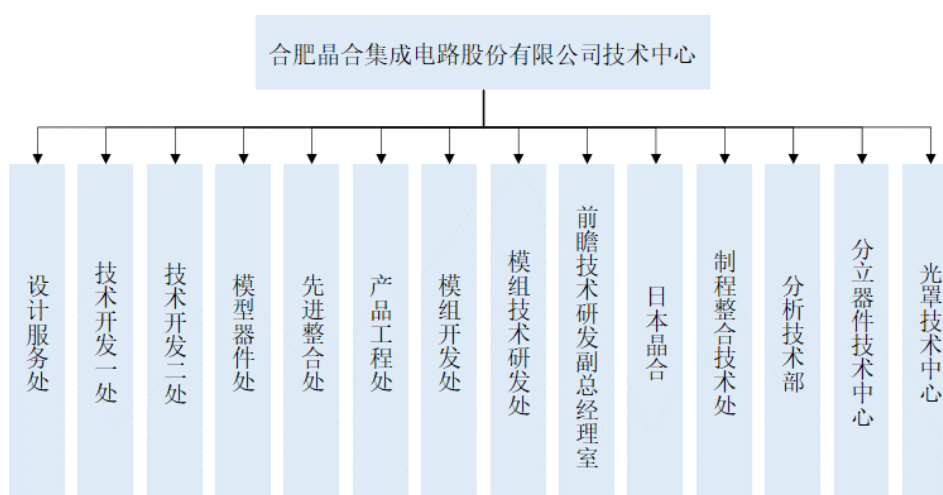 合肥晶合集成电路股份有限公司技术中心
设计服务处
技术开发一处
技术开发二处
模型器件处
先进整合处
产品工程处
模组开发处
模组技术研发处
前瞻技术研发副总经理室
日本晶合
制程整合技术处
分析技术部
分立器件技术中心
光罩技术中心